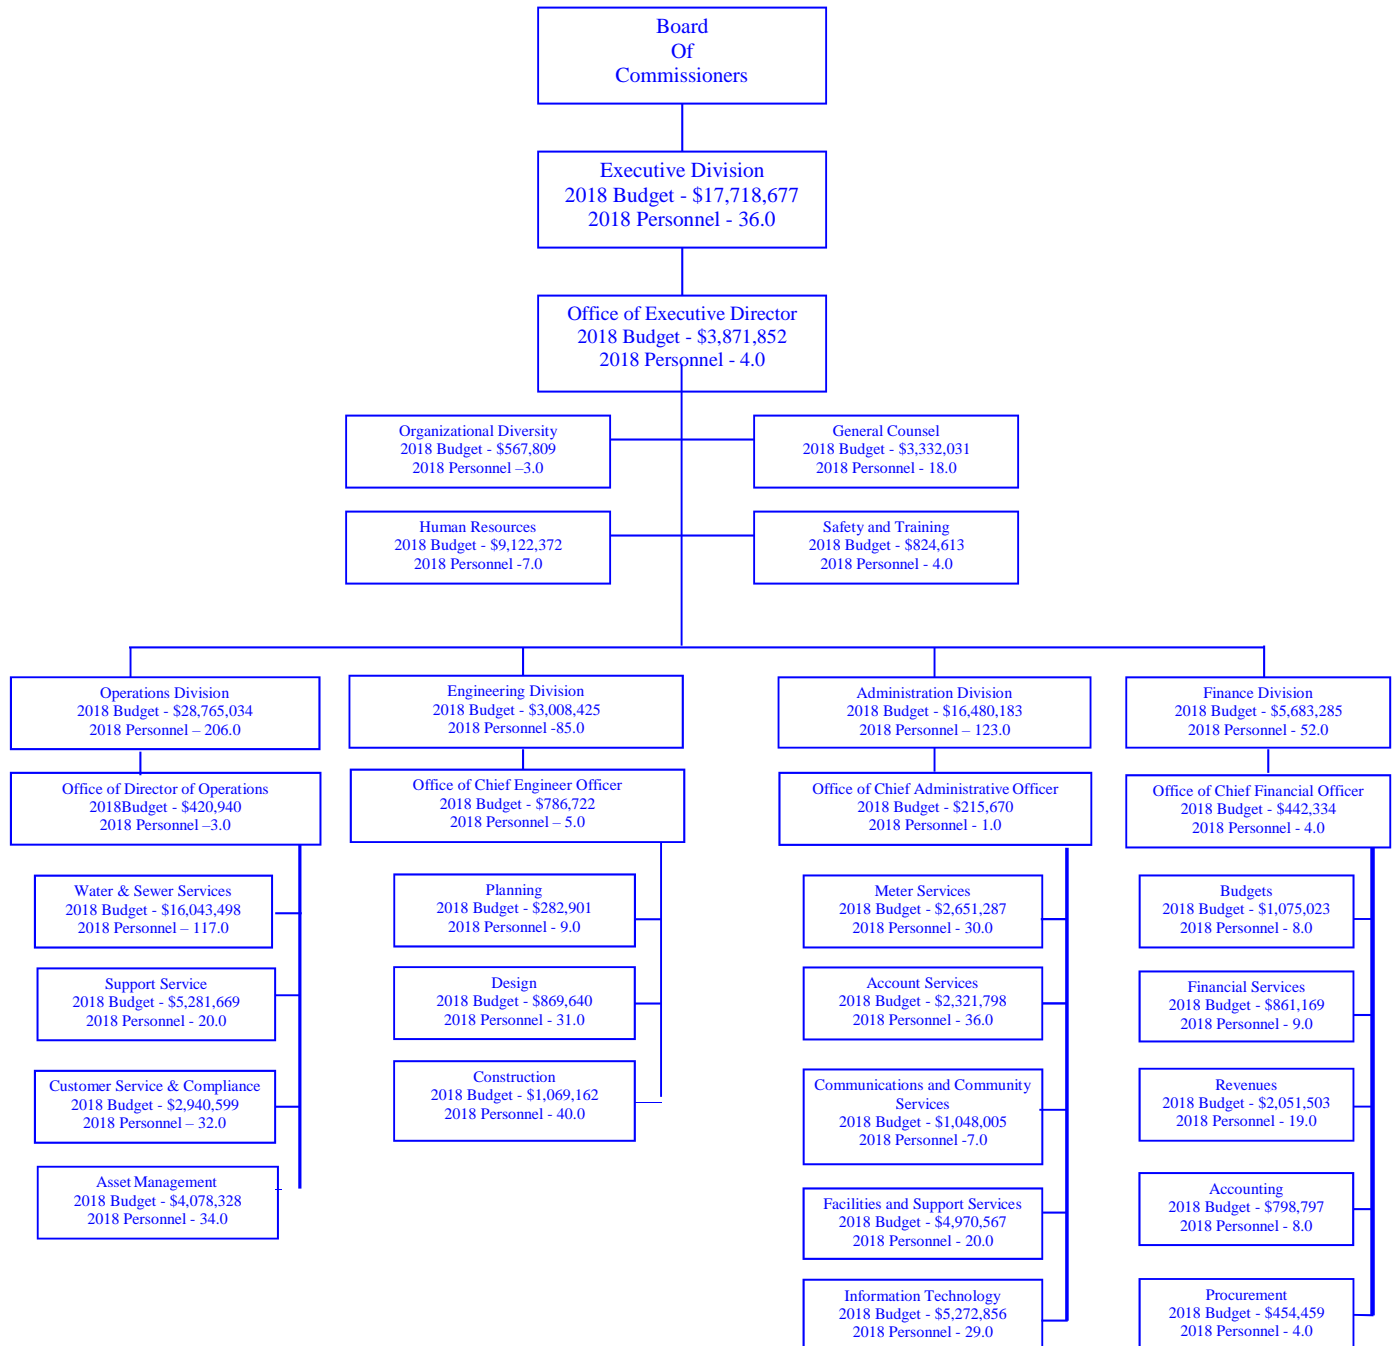 Board
Of
Commissioners
Executive Division
2018 Budget - $17,718,677
2018 Personnel - 36.0
Office of Executive Director
2018 Budget - $3,871,852
2018 Personnel - 4.0
Organizational Diversity
2018 Budget - $567,809
2018 Personnel –3.0
General Counsel
2018 Budget - $3,332,031
2018 Personnel - 18.0
Human Resources
2018 Budget - $9,122,372
2018 Personnel -7.0
Safety and Training
2018 Budget - $824,613
2018 Personnel - 4.0
Operations Division
2018 Budget - $28,765,034
2018 Personnel – 206.0
Engineering Division
2018 Budget - $3,008,425
2018 Personnel -85.0
Administration Division
2018 Budget - $16,480,183
2018 Personnel – 123.0
Finance Division
2018 Budget - $5,683,285
2018 Personnel - 52.0
Office of Director of Operations
2018Budget - $420,940
2018 Personnel –3.0
Office of Chief Engineer Officer
2018 Budget - $786,722
2018 Personnel – 5.0
Office of Chief Administrative Officer
2018 Budget - $215,670
2018 Personnel - 1.0
Office of Chief Financial Officer
2018 Budget - $442,334
2018 Personnel - 4.0
Water & Sewer Services
2018 Budget - $16,043,498
2018 Personnel – 117.0
Support Service
2018 Budget - $5,281,669
2018 Personnel - 20.0
Customer Service & Compliance
2018 Budget - $2,940,599
2018 Personnel – 32.0
Asset Management
2018 Budget - $4,078,328
2018 Personnel - 34.0
Planning
2018 Budget - $282,901
2018 Personnel - 9.0
Design
2018 Budget - $869,640
2018 Personnel - 31.0
Construction
2018 Budget - $1,069,162
2018 Personnel - 40.0
Meter Services
2018 Budget - $2,651,287
2018 Personnel - 30.0
Account Services
2018 Budget - $2,321,798
2018 Personnel - 36.0
Communications and Community
Services
2018 Budget - $1,048,005
2018 Personnel -7.0
Facilities and Support Services
2018 Budget - $4,970,567
2018 Personnel - 20.0
Information Technology
2018 Budget - $5,272,856
2018 Personnel - 29.0
Budgets
2018 Budget - $1,075,023
2018 Personnel - 8.0
Financial Services
2018 Budget - $861,169
2018 Personnel - 9.0
Revenues
2018 Budget - $2,051,503
2018 Personnel - 19.0
Accounting
2018 Budget - $798,797
2018 Personnel - 8.0
Procurement
2018 Budget - $454,459
2018 Personnel - 4.0